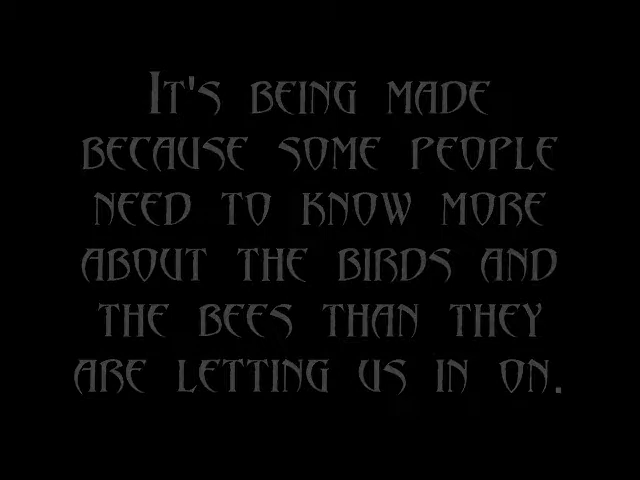 It's being made
because some people
need to know more
about the birds and
the bees than they
are letting us in on.